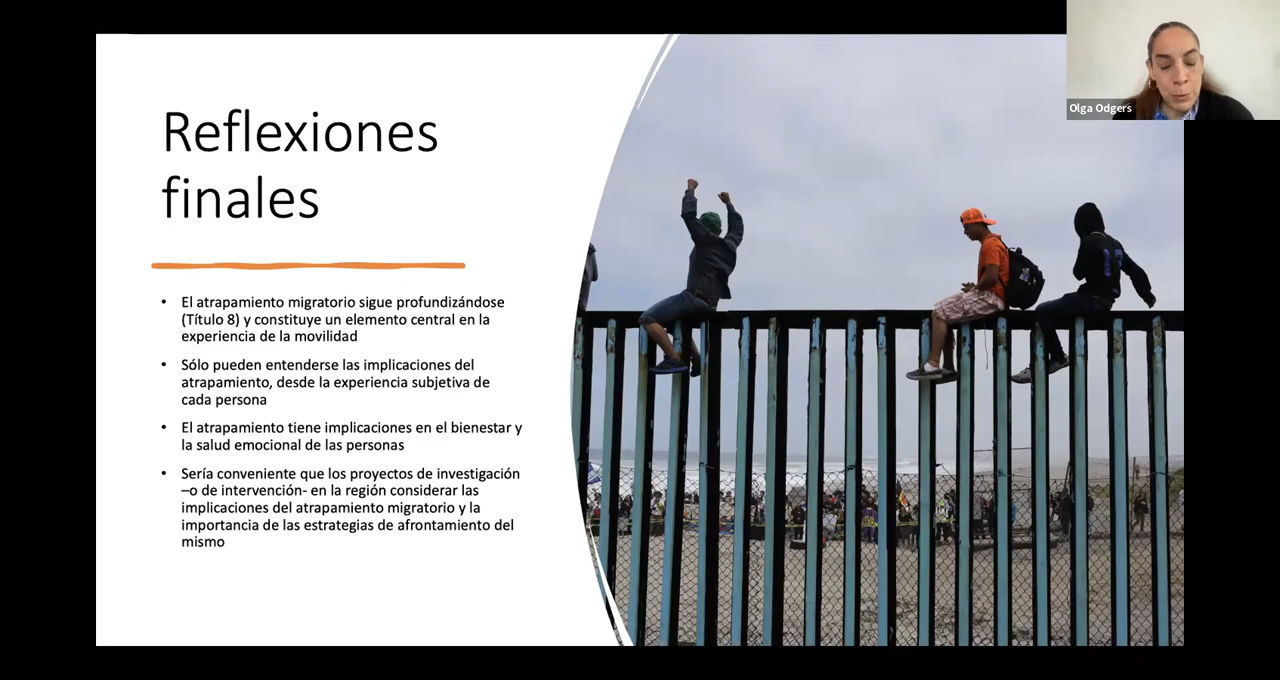 Olga Odgers
Reflexiones
finales
• El atrapamiento migratorio sigue profundizándose
(Título 8) y constituye un elemento central en la
experiencia de la movilidad
• Sólo pueden entenderse las implicaciones del
atrapamiento, desde la experiencia subjetiva de
cada persona
• El atrapamiento tiene implicaciones en el bienestar y
la salud emocional de las personas
• Sería conveniente que los proyectos de investigación
–o de intervención- en la región considerar las
implicaciones del atrapamiento migratorio y la
importancia de las estrategias de afrontamiento del
mismo